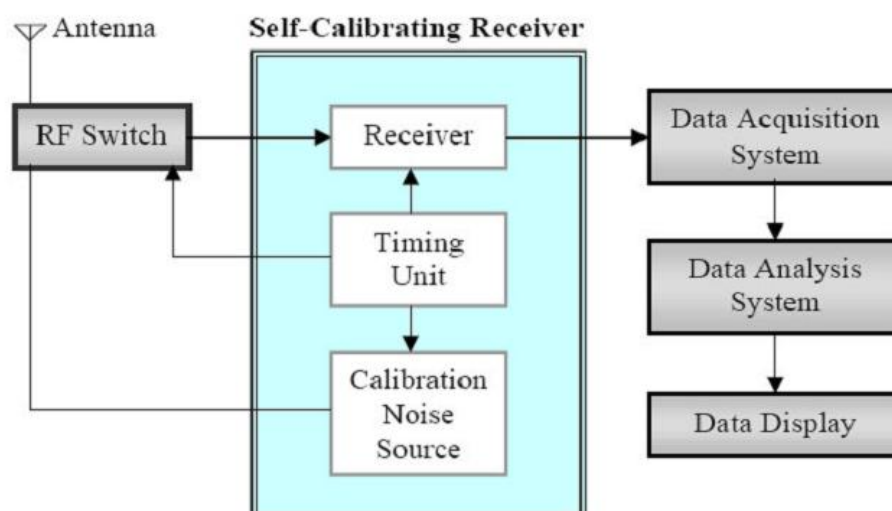 Antenna
Self-Calibrating Receiver
RF Switch
Receiver
Data Acquisition
System
Timing
Unit
Data Analysis
System
Calibration
Noise
Source
Data Display